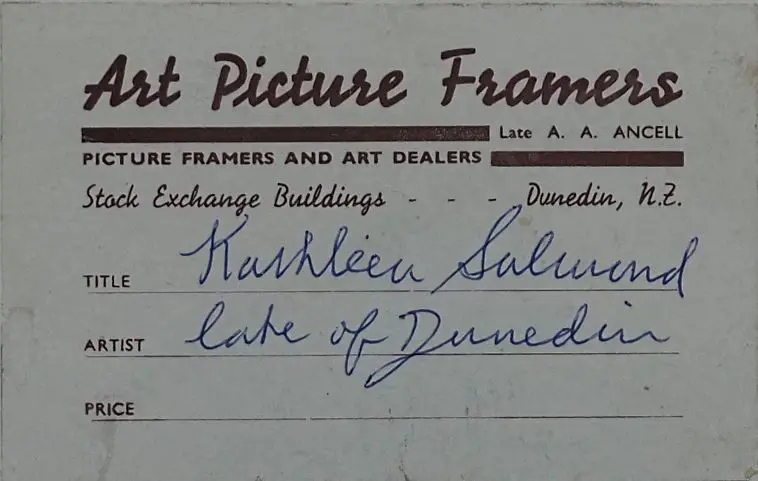 Art Picture Framers
Late A. A. ANCELL
PICTURE FRAMERS AND ART DEALERS
Stock Exchange Buildings - - - Dunedin, N.Z.
TITLE Kathleen Salmond
ARTIST late of Dunedin
PRICE